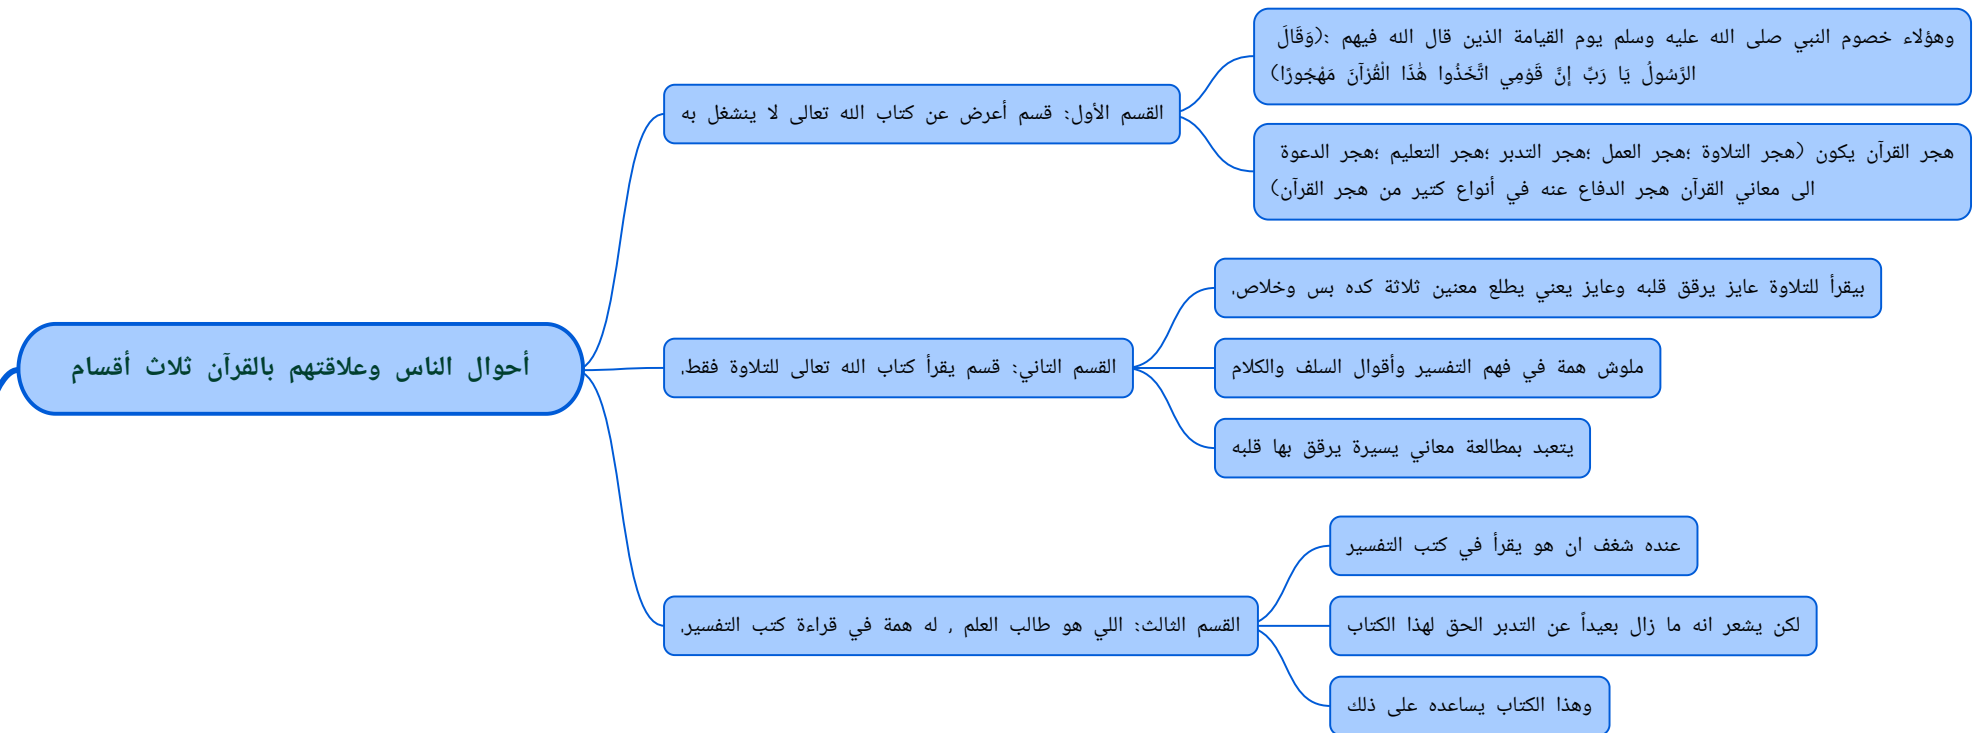 أحوال الناس وعلاقتهم بالقرآن ثلاث أقسام
القسم الأول: قسم أعرض عن كتاب الله تعالى لا ينشغل به
وهؤلاء خصوم النبي صلى الله عليه وسلم يوم القيامة الذين قال الله فيهم :(وَقَالَ
الرَّسُولُ يَا رَبِّ إِنَّ قَوْمِي اتَّخَذُوا هَٰذَا الْقُرْآنَ مَهْجُورًا)
هجر القرآن يكون (هجر التلاوة ؛هجر العمل ؛هجر التدبر ؛هجر التعليم ؛هجر الدعوة
الى معاني القرآن هجر الدفاع عنه في أنواع كتير من هجر القرآن)
القسم التاني: قسم يقرأ كتاب الله تعالى للتلاوة فقط.
بيقرأ للتلاوة عايز يرقق قلبه وعايز يعني يطلع معنين ثلاثة كده بس وخلاص.
ملوش همة في فهم التفسير وأقوال السلف والكلام
يتعبد بمطالعة معاني يسيرة يرقق بها قلبه
القسم الثالث: اللي هو طالب العلم , له همة في قراءة كتب التفسير.
عنده شغف ان هو يقرأ في كتب التفسير
لكن يشعر انه ما زال بعيداً عن التدبر الحق لهذا الكتاب
وهذا الكتاب يساعده على ذلك